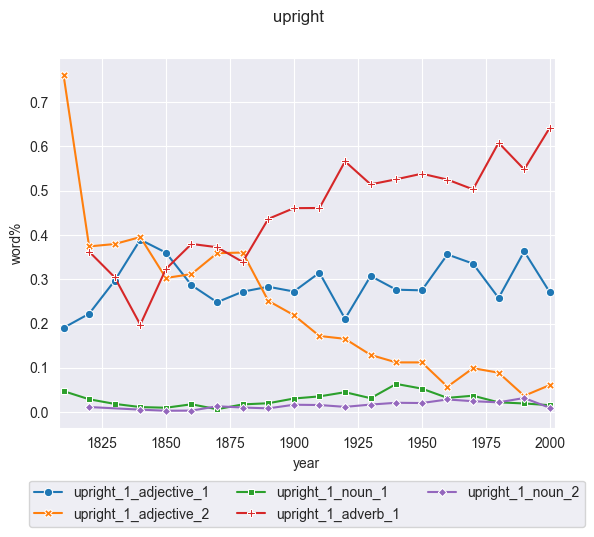 upright
0.7
0.6
0.5
0.4
0.3
0.2
0.1
0.0
word%
1825 1850 1875 1900 1925 1950 1975 2000
year
upright_1_adjective_1 upright_1_noun_1 upright_1_noun_2
upright_1_adjective_2 upright_1_adverb_1